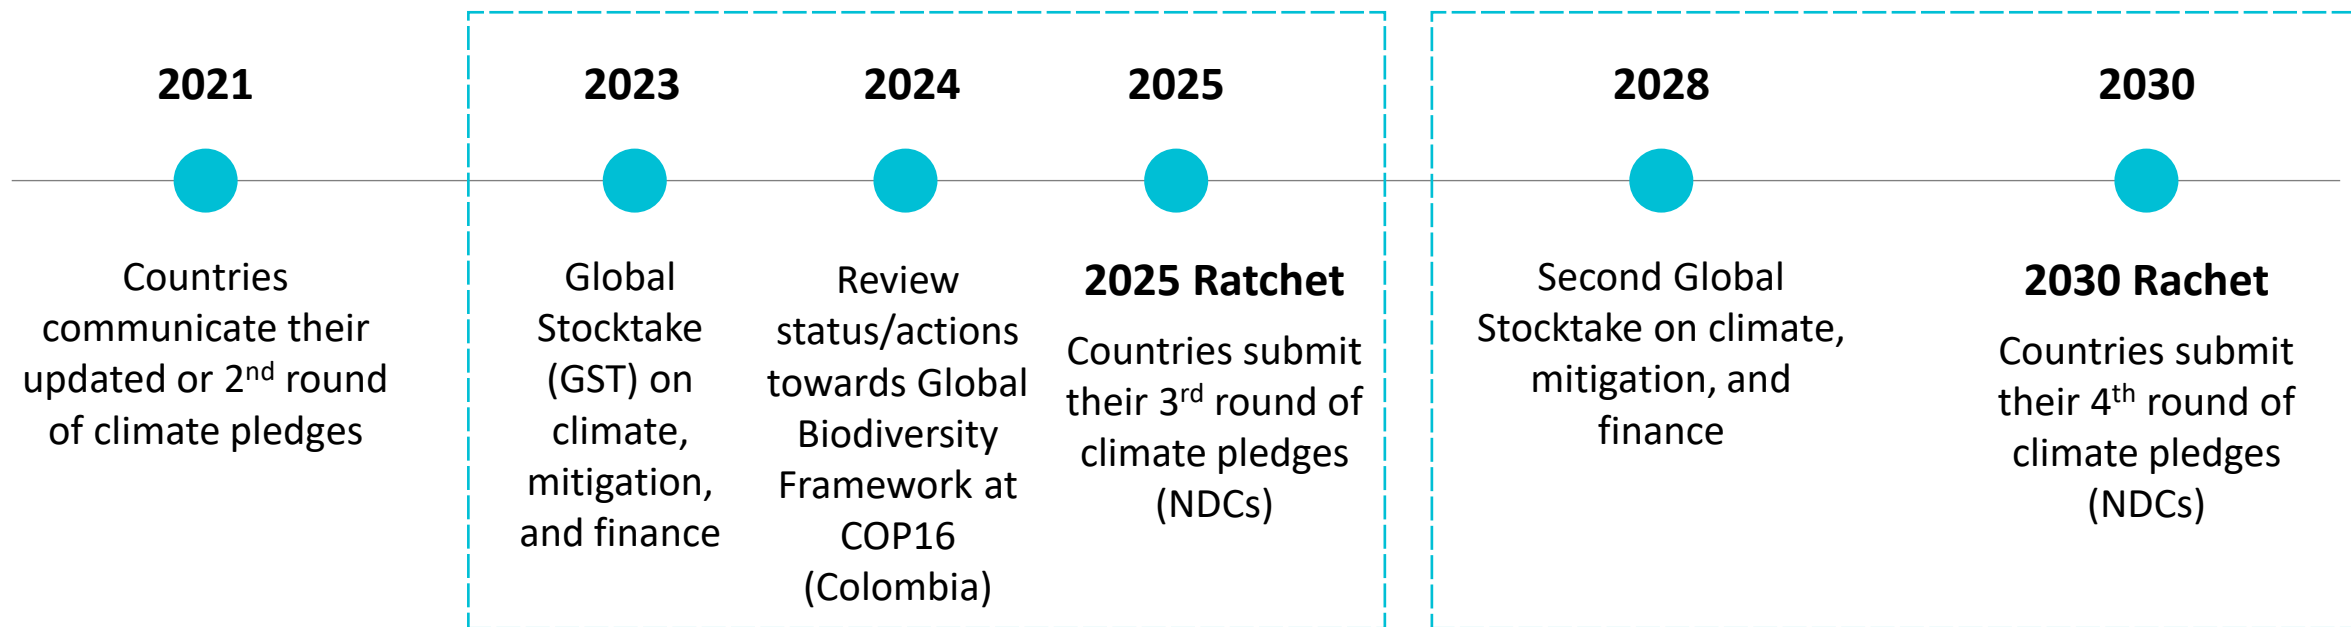 2021
Countries
communicate their
updated or 2nd round
of climate pledges
2023
Global
Stocktake
(GST) on
climate,
mitigation,
and finance
2024
Review
status/actions
towards Global
Biodiversity
Framework at
COP16
(Colombia)
2025
2025 Ratchet
Countries submit
their 3rd round of
climate pledges
(NDCs)
2028
Second Global
Stocktake on climate,
mitigation, and
finance
2030
2030 Rachet
Countries submit
their 4th round of
climate pledges
(NDCs)